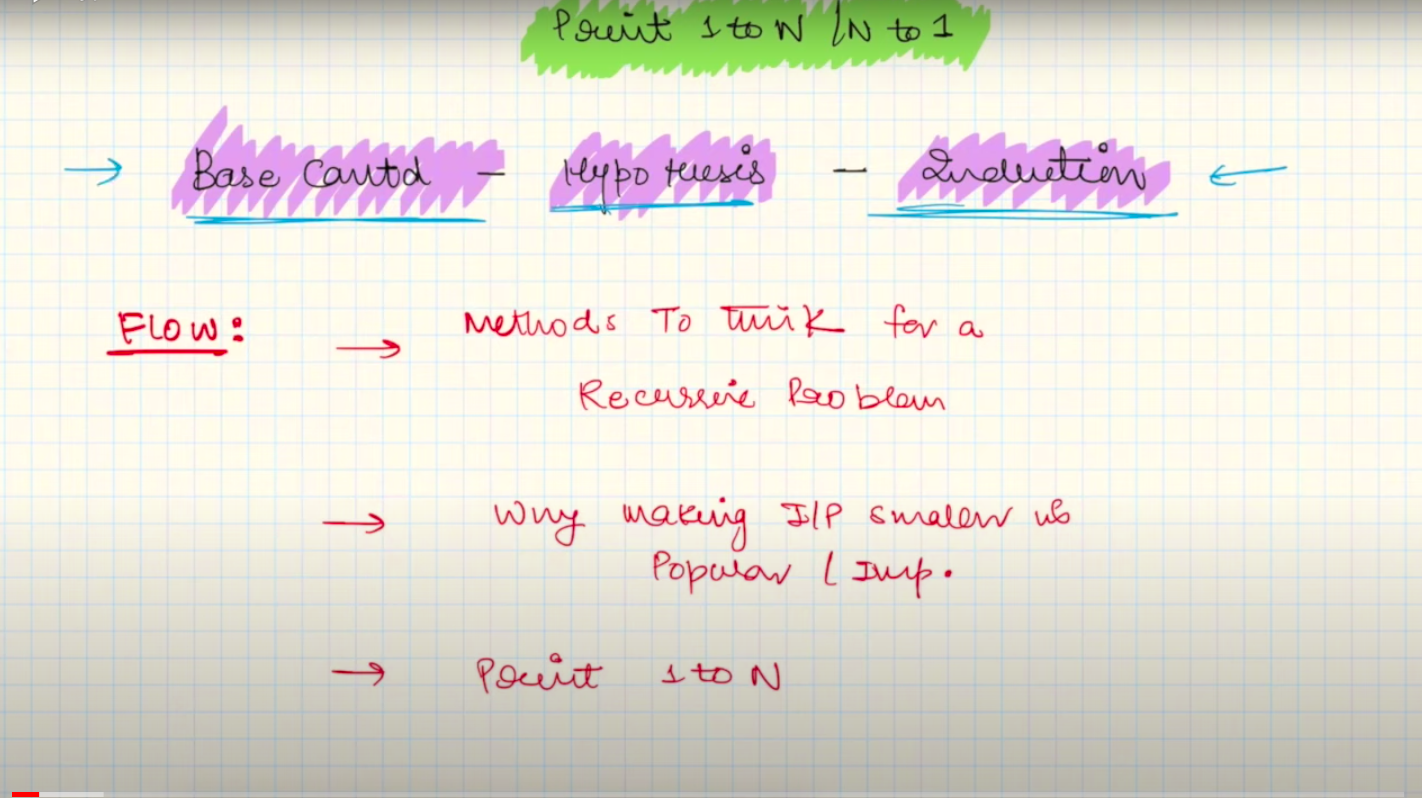 Print 1 to N / N to 1
→ Base Contd - Hypothesis - Induction ←
Flow: → Methods To Think for a
Recursive Problem
→ Why making I/P smaller is
Popular / Imp.
→ Print 1 to N